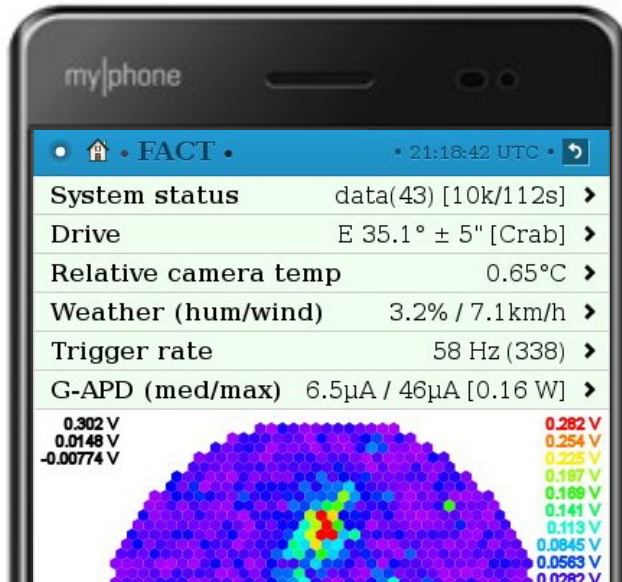 my|phone
• FACT • • 21:18:42 UTC •
System status data(43) [10k/112s]
Drive E 35.1° ± 5" [Crab]
Relative camera temp 0.65°C
Weather (hum/wind) 3.2% / 7.1km/h
Trigger rate 58 Hz (338)
G-APD (med/max) 6.5µA / 46µA [0.16 W]
0.302 V
0.0148 V
-0.00774 V
0.282 V
0.254 V
0.225 V
0.197 V
0.169 V
0.141 V
0.113 V
0.0845 V
0.0563 V
0.0282 V